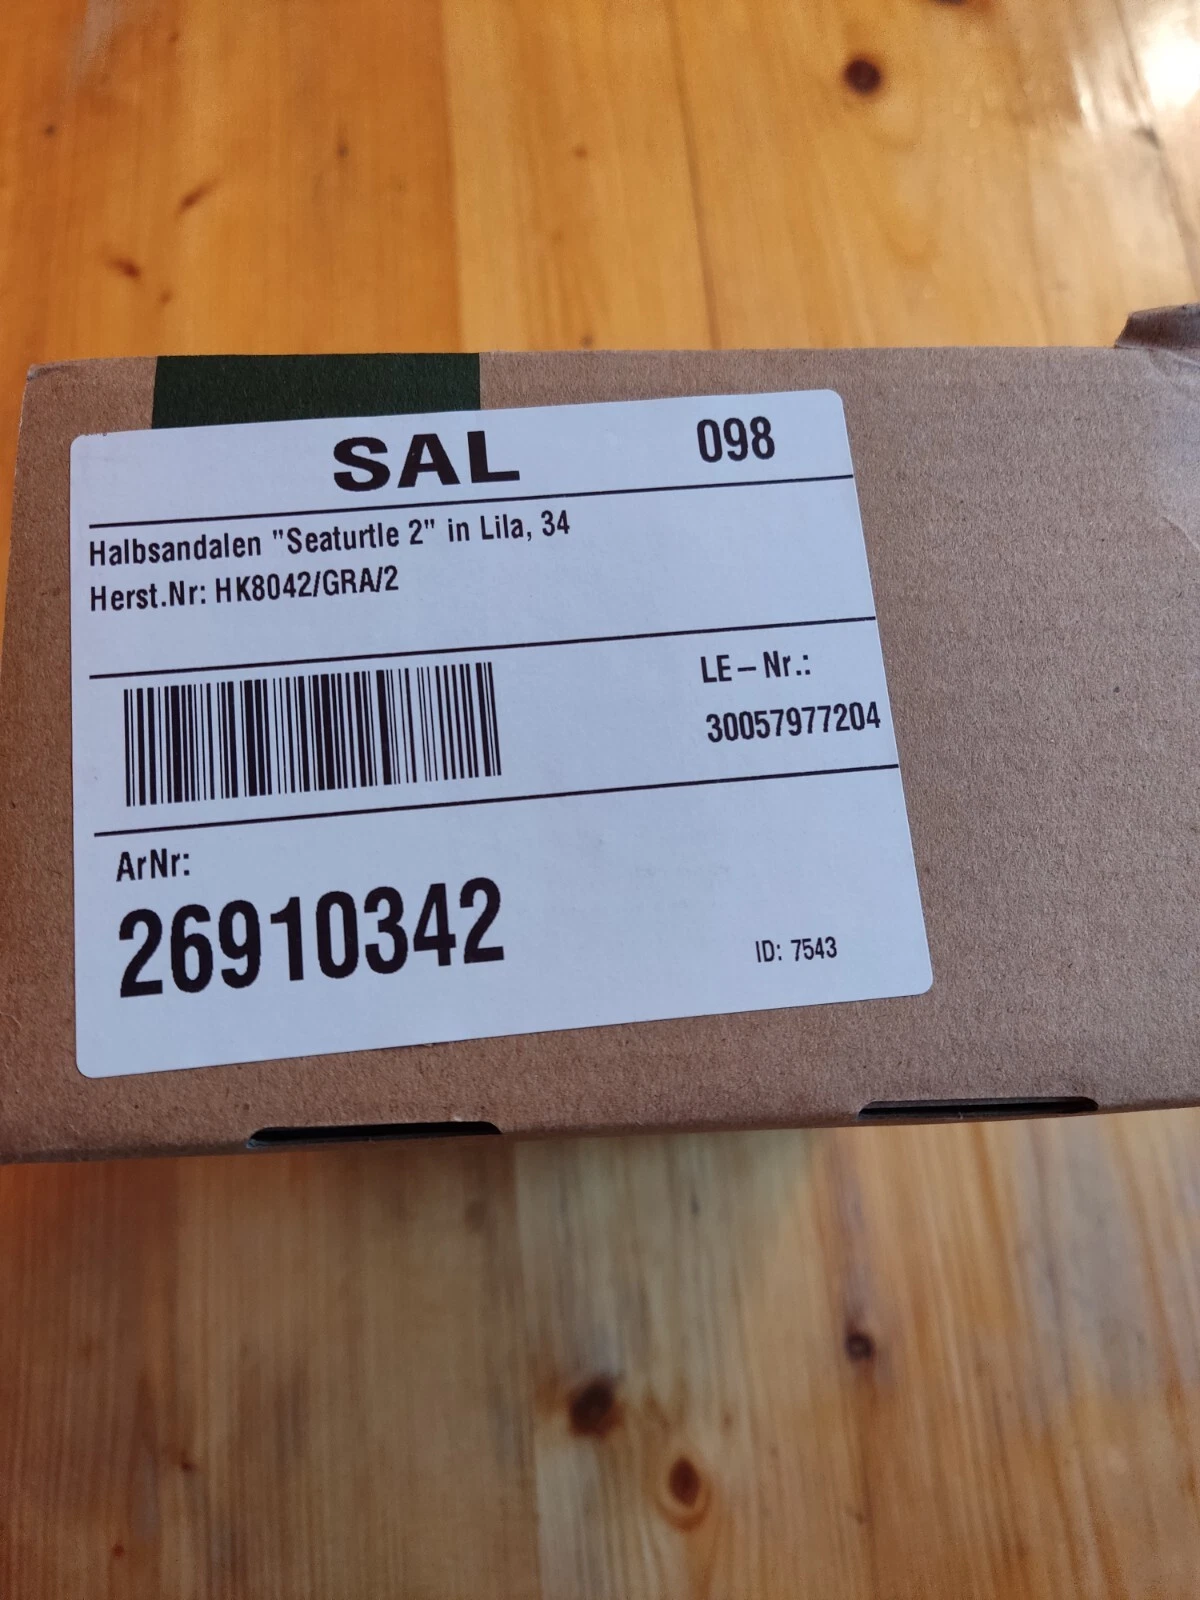 SAL 098
Halbsandalen "Seaturtle 2" in Lila, 34
Herst.Nr: HK8042/GRA/2
LE – Nr.:
30057977204
ArNr:
26910342
ID: 7543